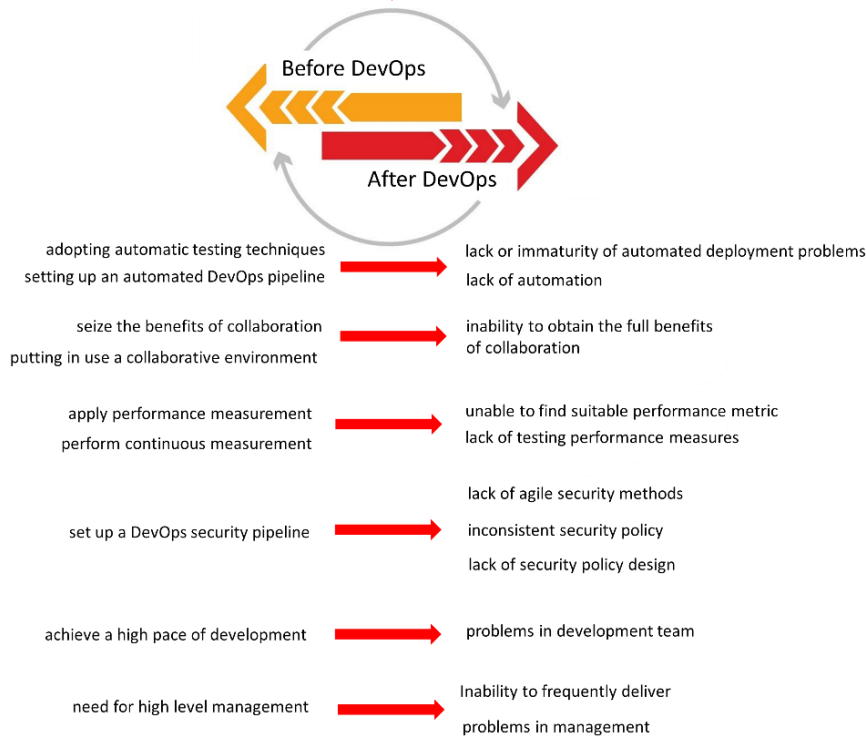 Before DevOps
After DevOps
adopting automatic testing techniques
setting up an automated DevOps pipeline
lack or immaturity of automated deployment problems
lack of automation
seize the benefits of collaboration
putting in use a collaborative environment
inability to obtain the full benefits
of collaboration
apply performance measurement
perform continuous measurement
unable to find suitable performance metric
lack of testing performance measures
set up a DevOps security pipeline
lack of agile security methods
inconsistent security policy
lack of security policy design
achieve a high pace of development
problems in development team
need for high level management
Inability to frequently deliver
problems in management